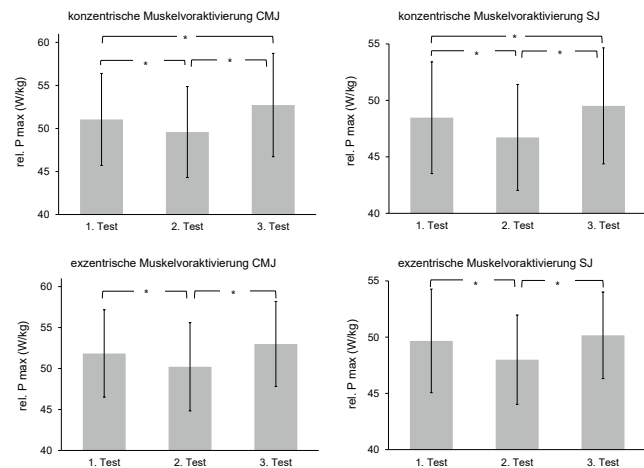 konzentrische Muskelvoraktivierung CMJ
60
55
50
45
40
rel. P max (W/kg)
*
*
*
1. Test
2. Test
3. Test
konzentrische Muskelvoraktivierung SJ
55
50
45
40
rel. P max (W/kg)
*
*
*
1. Test
2. Test
3. Test
exzentrische Muskelvoraktivierung CMJ
60
55
50
45
40
rel. P max (W/kg)
*
*
1. Test
2. Test
3. Test
exzentrische Muskelvoraktivierung SJ
55
50
45
40
rel. P max (W/kg)
*
*
1. Test
2. Test
3. Test